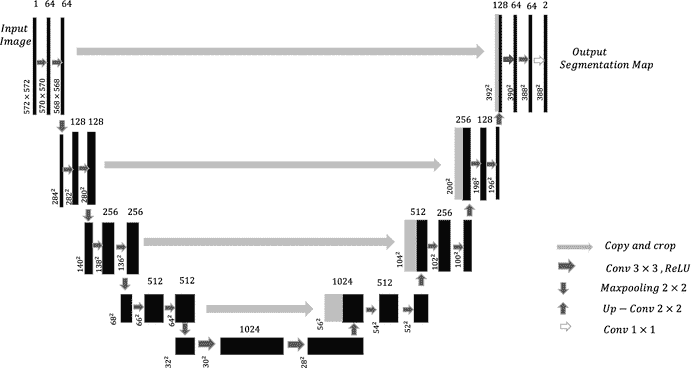 1 64 64
Input
Image
572 × 572
570 × 570
568 × 568
128 64 64 2
Output
Segmentation Map
392²
390²
388²
388²
128 128
284²
282²
280²
256 128
200²
198²
196²
256 256
140²
138²
136²
512 256
104²
102²
100²
512 512
68²
66²
64²
1024 512
56²
54²
52²
1024
32²
30²
28²
Copy and crop
Conv 3 × 3 , ReLU
Maxpooling 2 × 2
Up − Conv 2 × 2
Conv 1 × 1